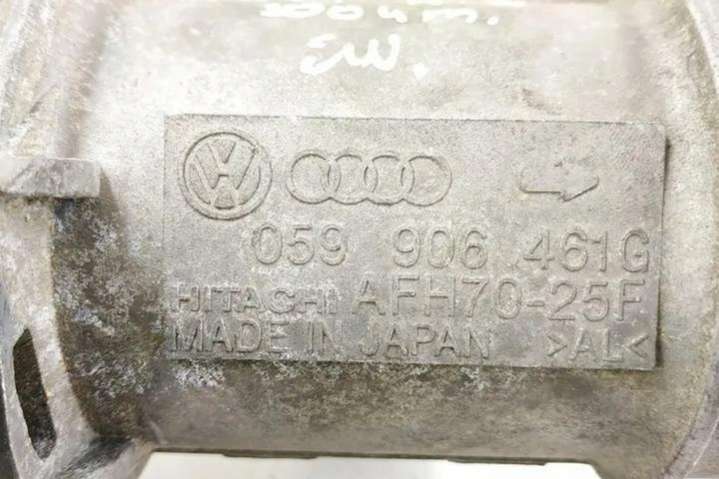 059 906 461G
HITACHI AFH70-25F
MADE IN JAPAN >AL<